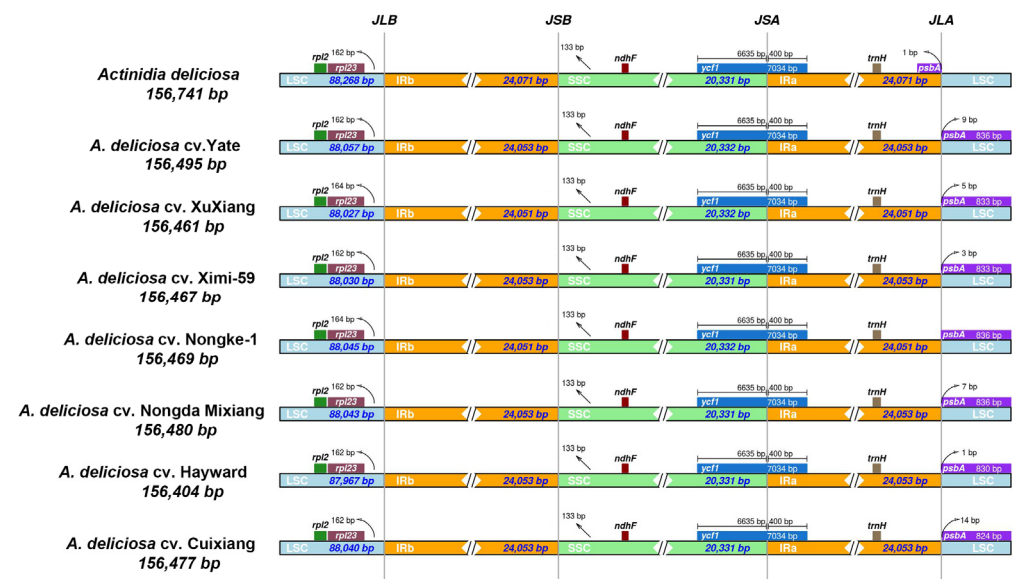 JLB JSB JSA JLA
162 bp 133 bp 6635 bp 400 bp 1 bp
rpl2 rpl23 ndhF ycf1 7034 bp trnH psbA
Actinidia deliciosa
LSC 88,268 bp IRb 24,071 bp SSC 20,331 bp IRa 24,071 bp LSC
156,741 bp
162 bp 133 bp 6635 bp 400 bp 9 bp
rpl2 rpl23 ndhF ycf1 7034 bp trnH psbA 836 bp
A. deliciosa cv.Yate
LSC 88,057 bp IRb 24,053 bp SSC 20,332 bp IRa 24,053 bp LSC
156,495 bp
164 bp 133 bp 6635 bp 400 bp 5 bp
rpl2 rpl23 ndhF ycf1 7034 bp trnH psbA 833 bp
A. deliciosa cv. XuXiang
LSC 88,027 bp IRb 24,051 bp SSC 20,332 bp IRa 24,051 bp LSC
156,461 bp
162 bp 133 bp 6635 bp 400 bp 3 bp
rpl2 rpl23 ndhF ycf1 7034 bp trnH psbA 833 bp
A. deliciosa cv. Ximi-59
LSC 88,030 bp IRb 24,053 bp SSC 20,331 bp IRa 24,053 bp LSC
156,467 bp
164 bp 133 bp 6635 bp 400 bp
rpl2 rpl23 ndhF ycf1 7034 bp trnH psbA 836 bp
A. deliciosa cv. Nongke-1
LSC 88,045 bp IRb 24,051 bp SSC 20,332 bp IRa 24,051 bp LSC
156,469 bp
162 bp 133 bp 6635 bp 400 bp 7 bp
rpl2 rpl23 ndhF ycf1 7034 bp trnH psbA 836 bp
A. deliciosa cv. Nongda Mixiang
LSC 88,043 bp IRb 24,053 bp SSC 20,331 bp IRa 24,053 bp LSC
156,480 bp
162 bp 133 bp 6635 bp 400 bp 1 bp
rpl2 rpl23 ndhF ycf1 7034 bp trnH psbA 830 bp
A. deliciosa cv. Hayward
LSC 87,967 bp IRb 24,053 bp SSC 20,331 bp IRa 24,053 bp LSC
156,404 bp
162 bp 133 bp 6635 bp 400 bp 14 bp
rpl2 rpl23 ndhF ycf1 7034 bp trnH psbA 824 bp
A. deliciosa cv. Cuixiang
LSC 88,040 bp IRb 24,053 bp SSC 20,331 bp IRa 24,053 bp LSC
156,477 bp